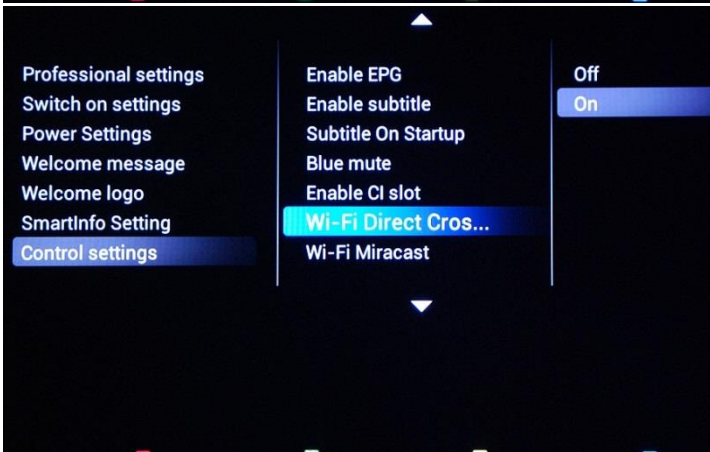 Professional settings
Switch on settings
Power Settings
Welcome message
Welcome logo
SmartInfo Setting
Control settings
Enable EPG
Enable subtitle
Subtitle On Startup
Blue mute
Enable CI slot
Wi-Fi Direct Cros...
Wi-Fi Miracast
Off
On